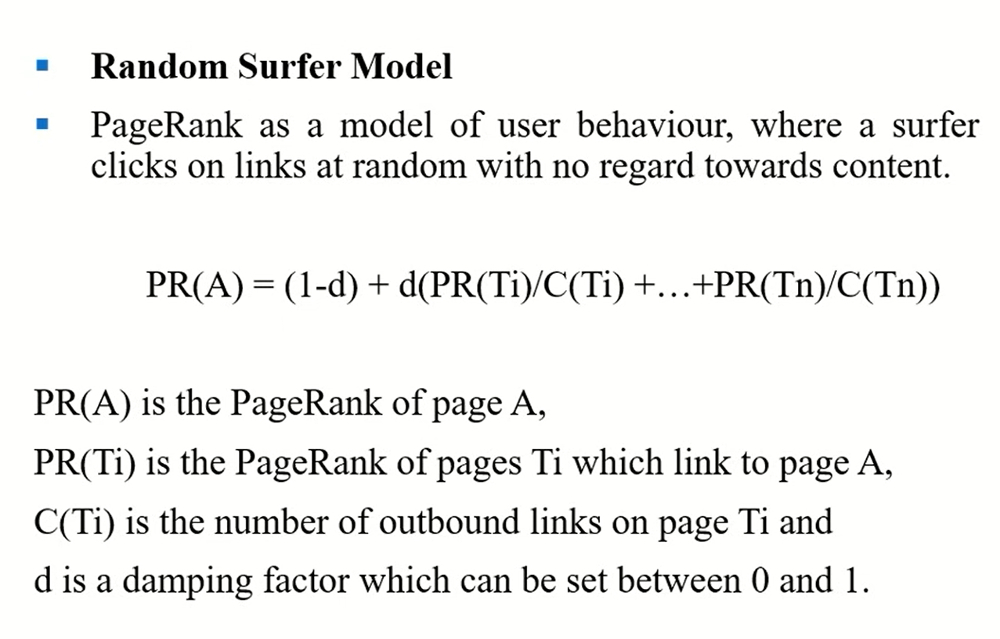 ▪ Random Surfer Model
▪ PageRank as a model of user behaviour, where a surfer
clicks on links at random with no regard towards content.
PR(A) = (1-d) + d(PR(Ti)/C(Ti) +…+PR(Tn)/C(Tn))
PR(A) is the PageRank of page A,
PR(Ti) is the PageRank of pages Ti which link to page A,
C(Ti) is the number of outbound links on page Ti and
d is a damping factor which can be set between 0 and 1.